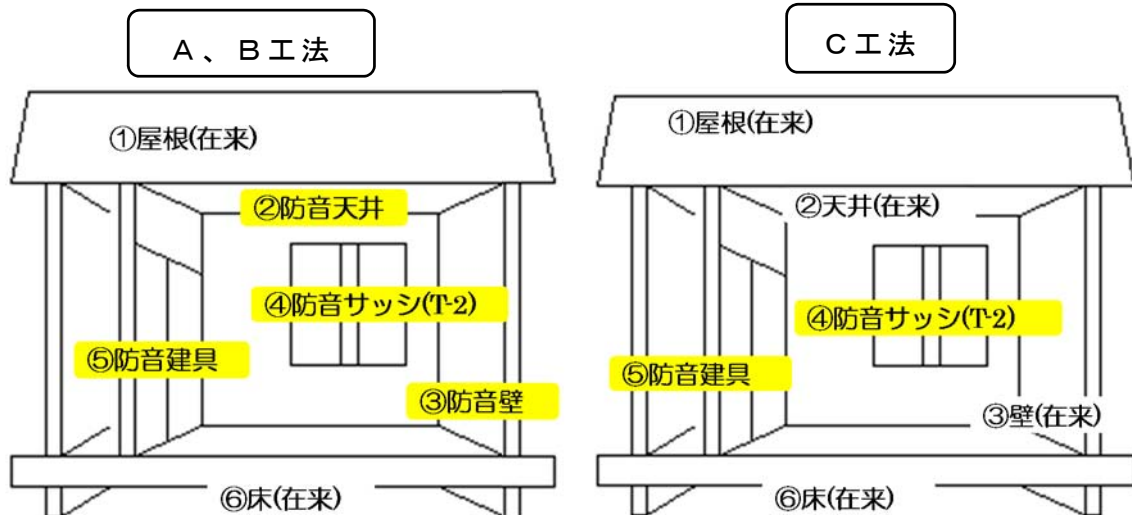 A、B工法
①屋根(在来)
②防音天井
④防音サッシ(T-2)
⑤防音建具
③防音壁
⑥床(在来)
C工法
①屋根(在来)
②天井(在来)
④防音サッシ(T-2)
⑤防音建具
③壁(在来)
⑥床(在来)